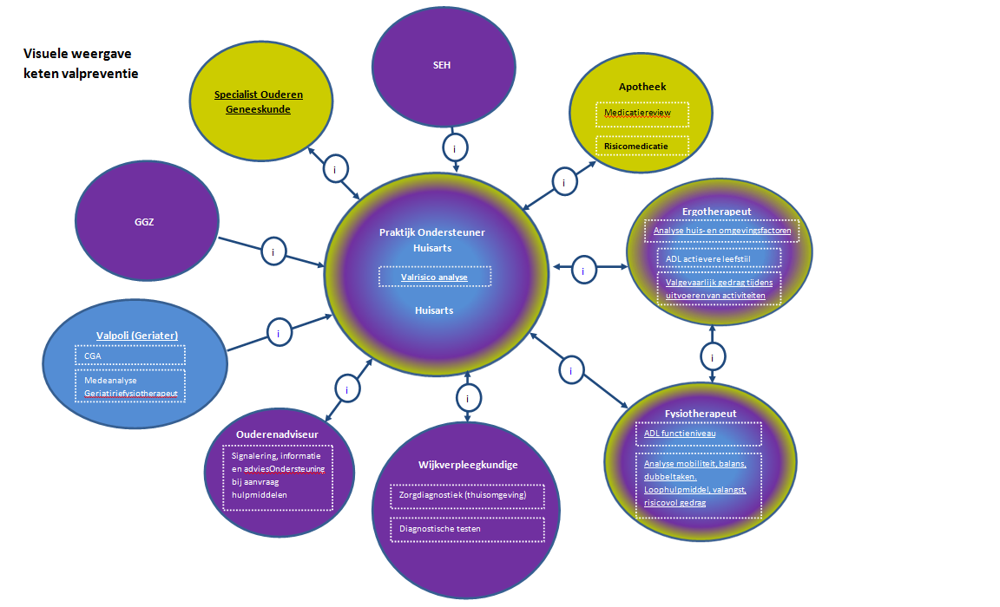 Visuele weergave
keten valpreventie
Specialist Ouderen
Geneeskunde
SEH
Apotheek
Medicatiereview
Risicomedicatie
i
i
i
GGZ
i
Praktijk Ondersteuner
Huisarts
Valrisico analyse
Huisarts
i
Ergotherapeut
Analyse huis- en omgevingsfactoren
ADL actievere leefstijl
Valgevaarlijk gedrag tijdens
uitvoeren van activiteiten
Valpoli (Geriater)
CGA
Medeanalyse
Geriatiriefysiotherapeut
i
i
i
i
i
Ouderenadviseur
Signalering, informatie
en adviesOndersteuning
bij aanvraag
hulpmiddelen
Wijkverpleegkundige
Zorgdiagnostiek (thuisomgeving)
Diagnostische testen
Fysiotherapeut
ADL functieniveau
Analyse mobiliteit, balans,
dubbeltaken.
Loophulpmiddel, valangst,
risicovol gedrag